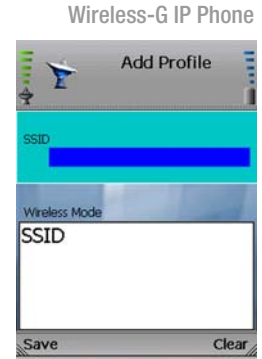 Wireless-G IP Phone
Add Profile
SSID
Wireless Mode
SSID
Save Clear